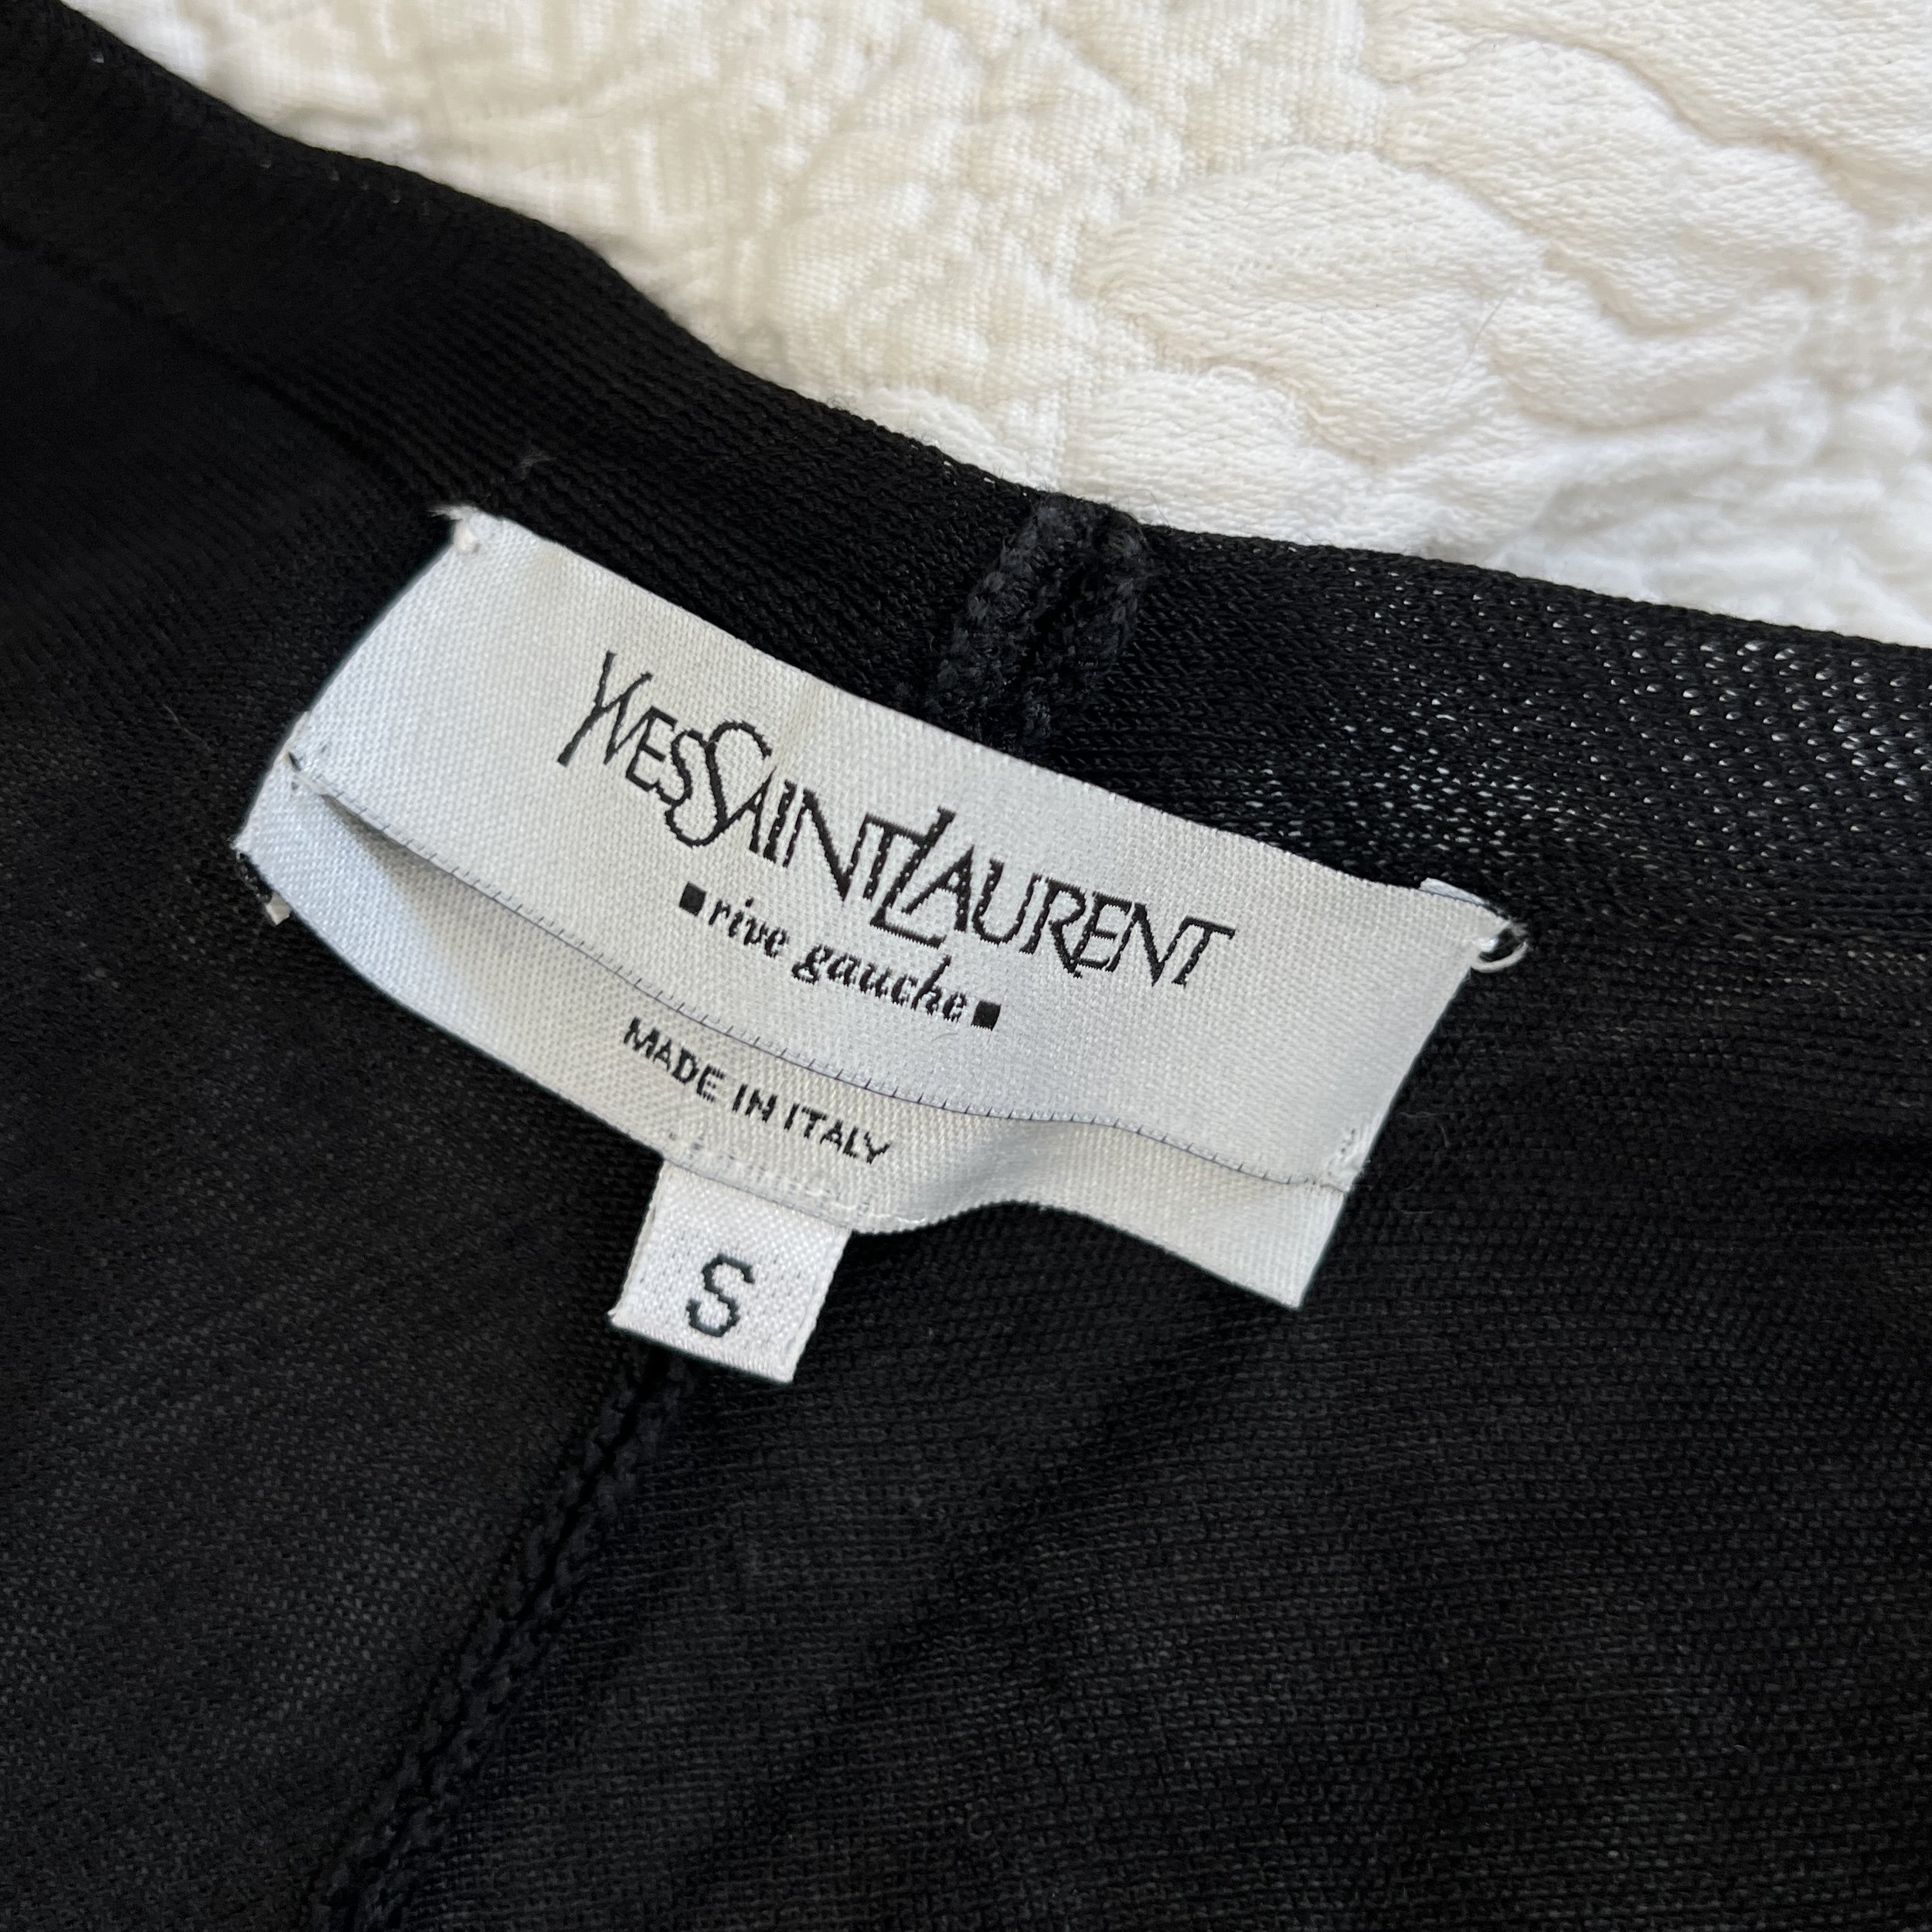 YVESSAINTLAURENT
▪rive gauche▪
MADE IN ITALY
S